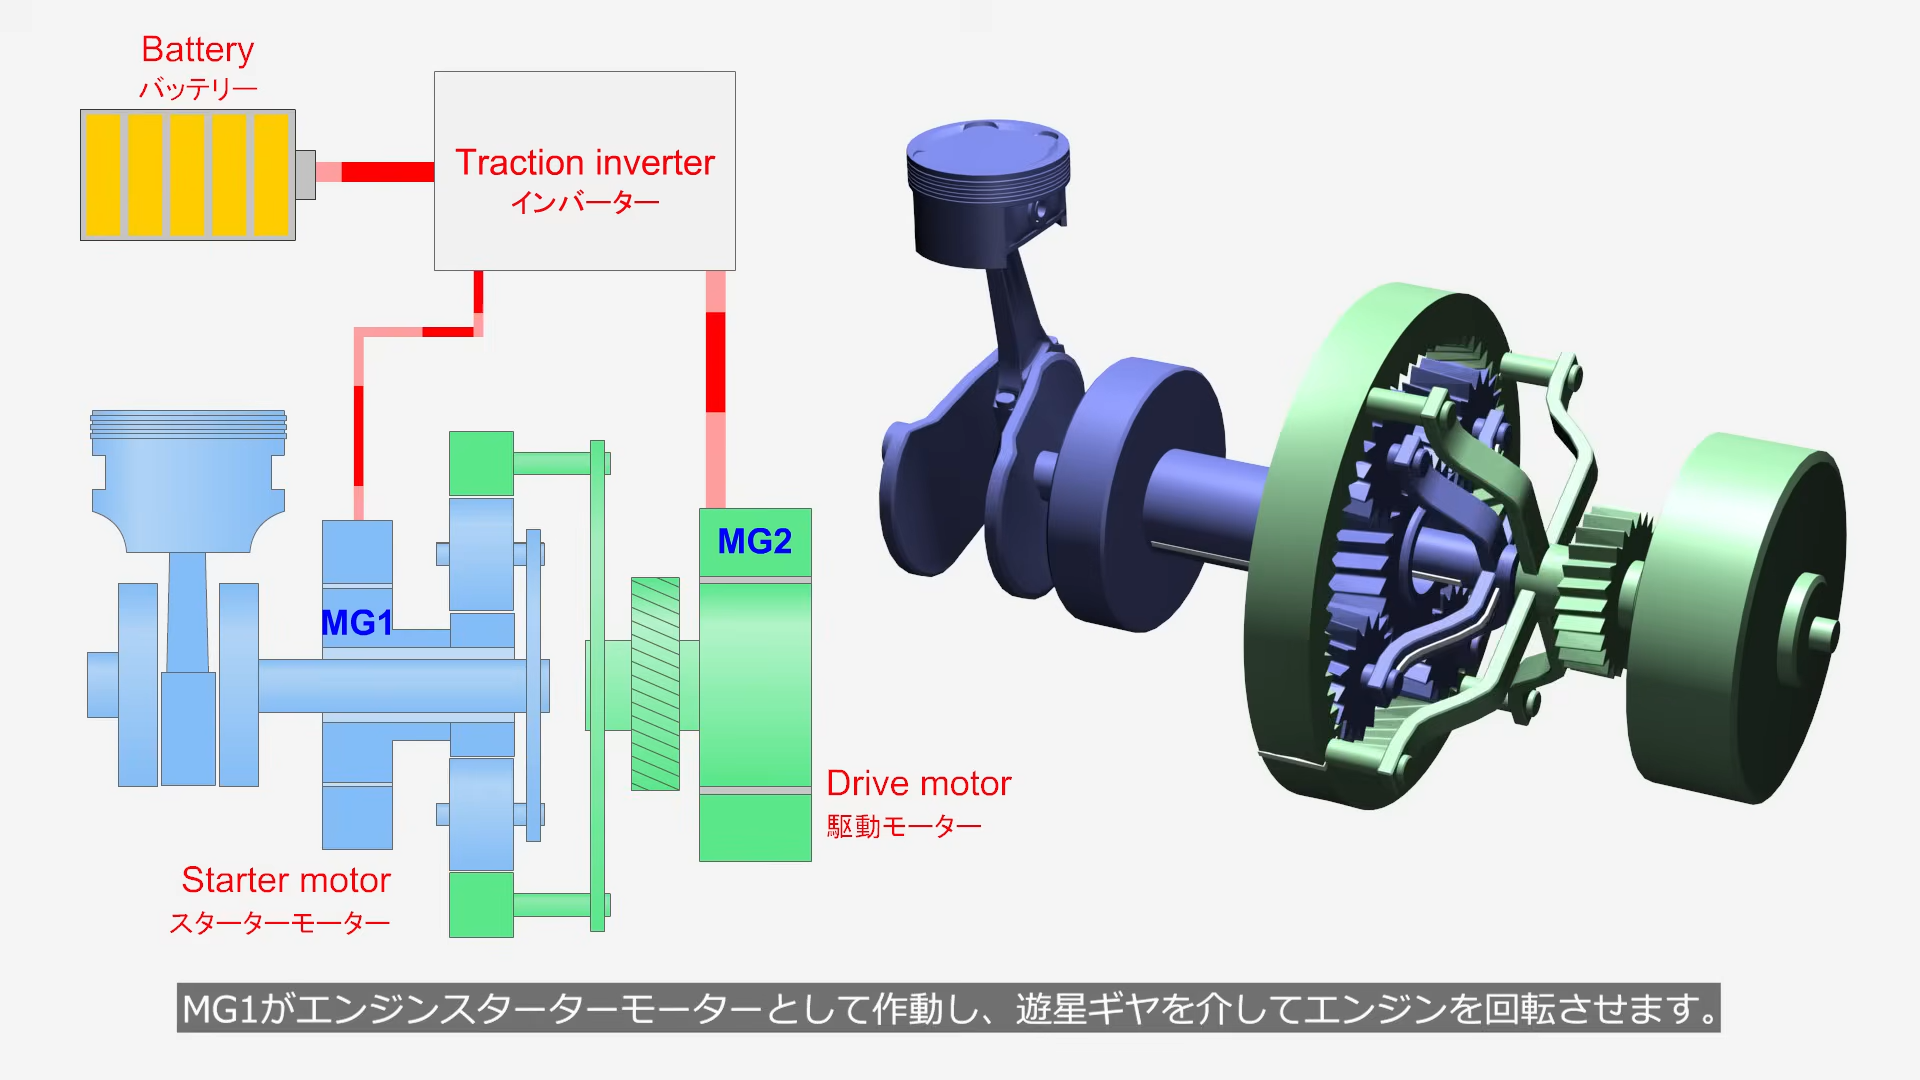 Battery
バッテリー
Traction inverter
インバーター
MG2
MG1
Drive motor
駆動モーター
Starter motor
スターターモーター
MG1がエンジンスターターモーターとして作動し、遊星ギヤを介してエンジンを回転させます。